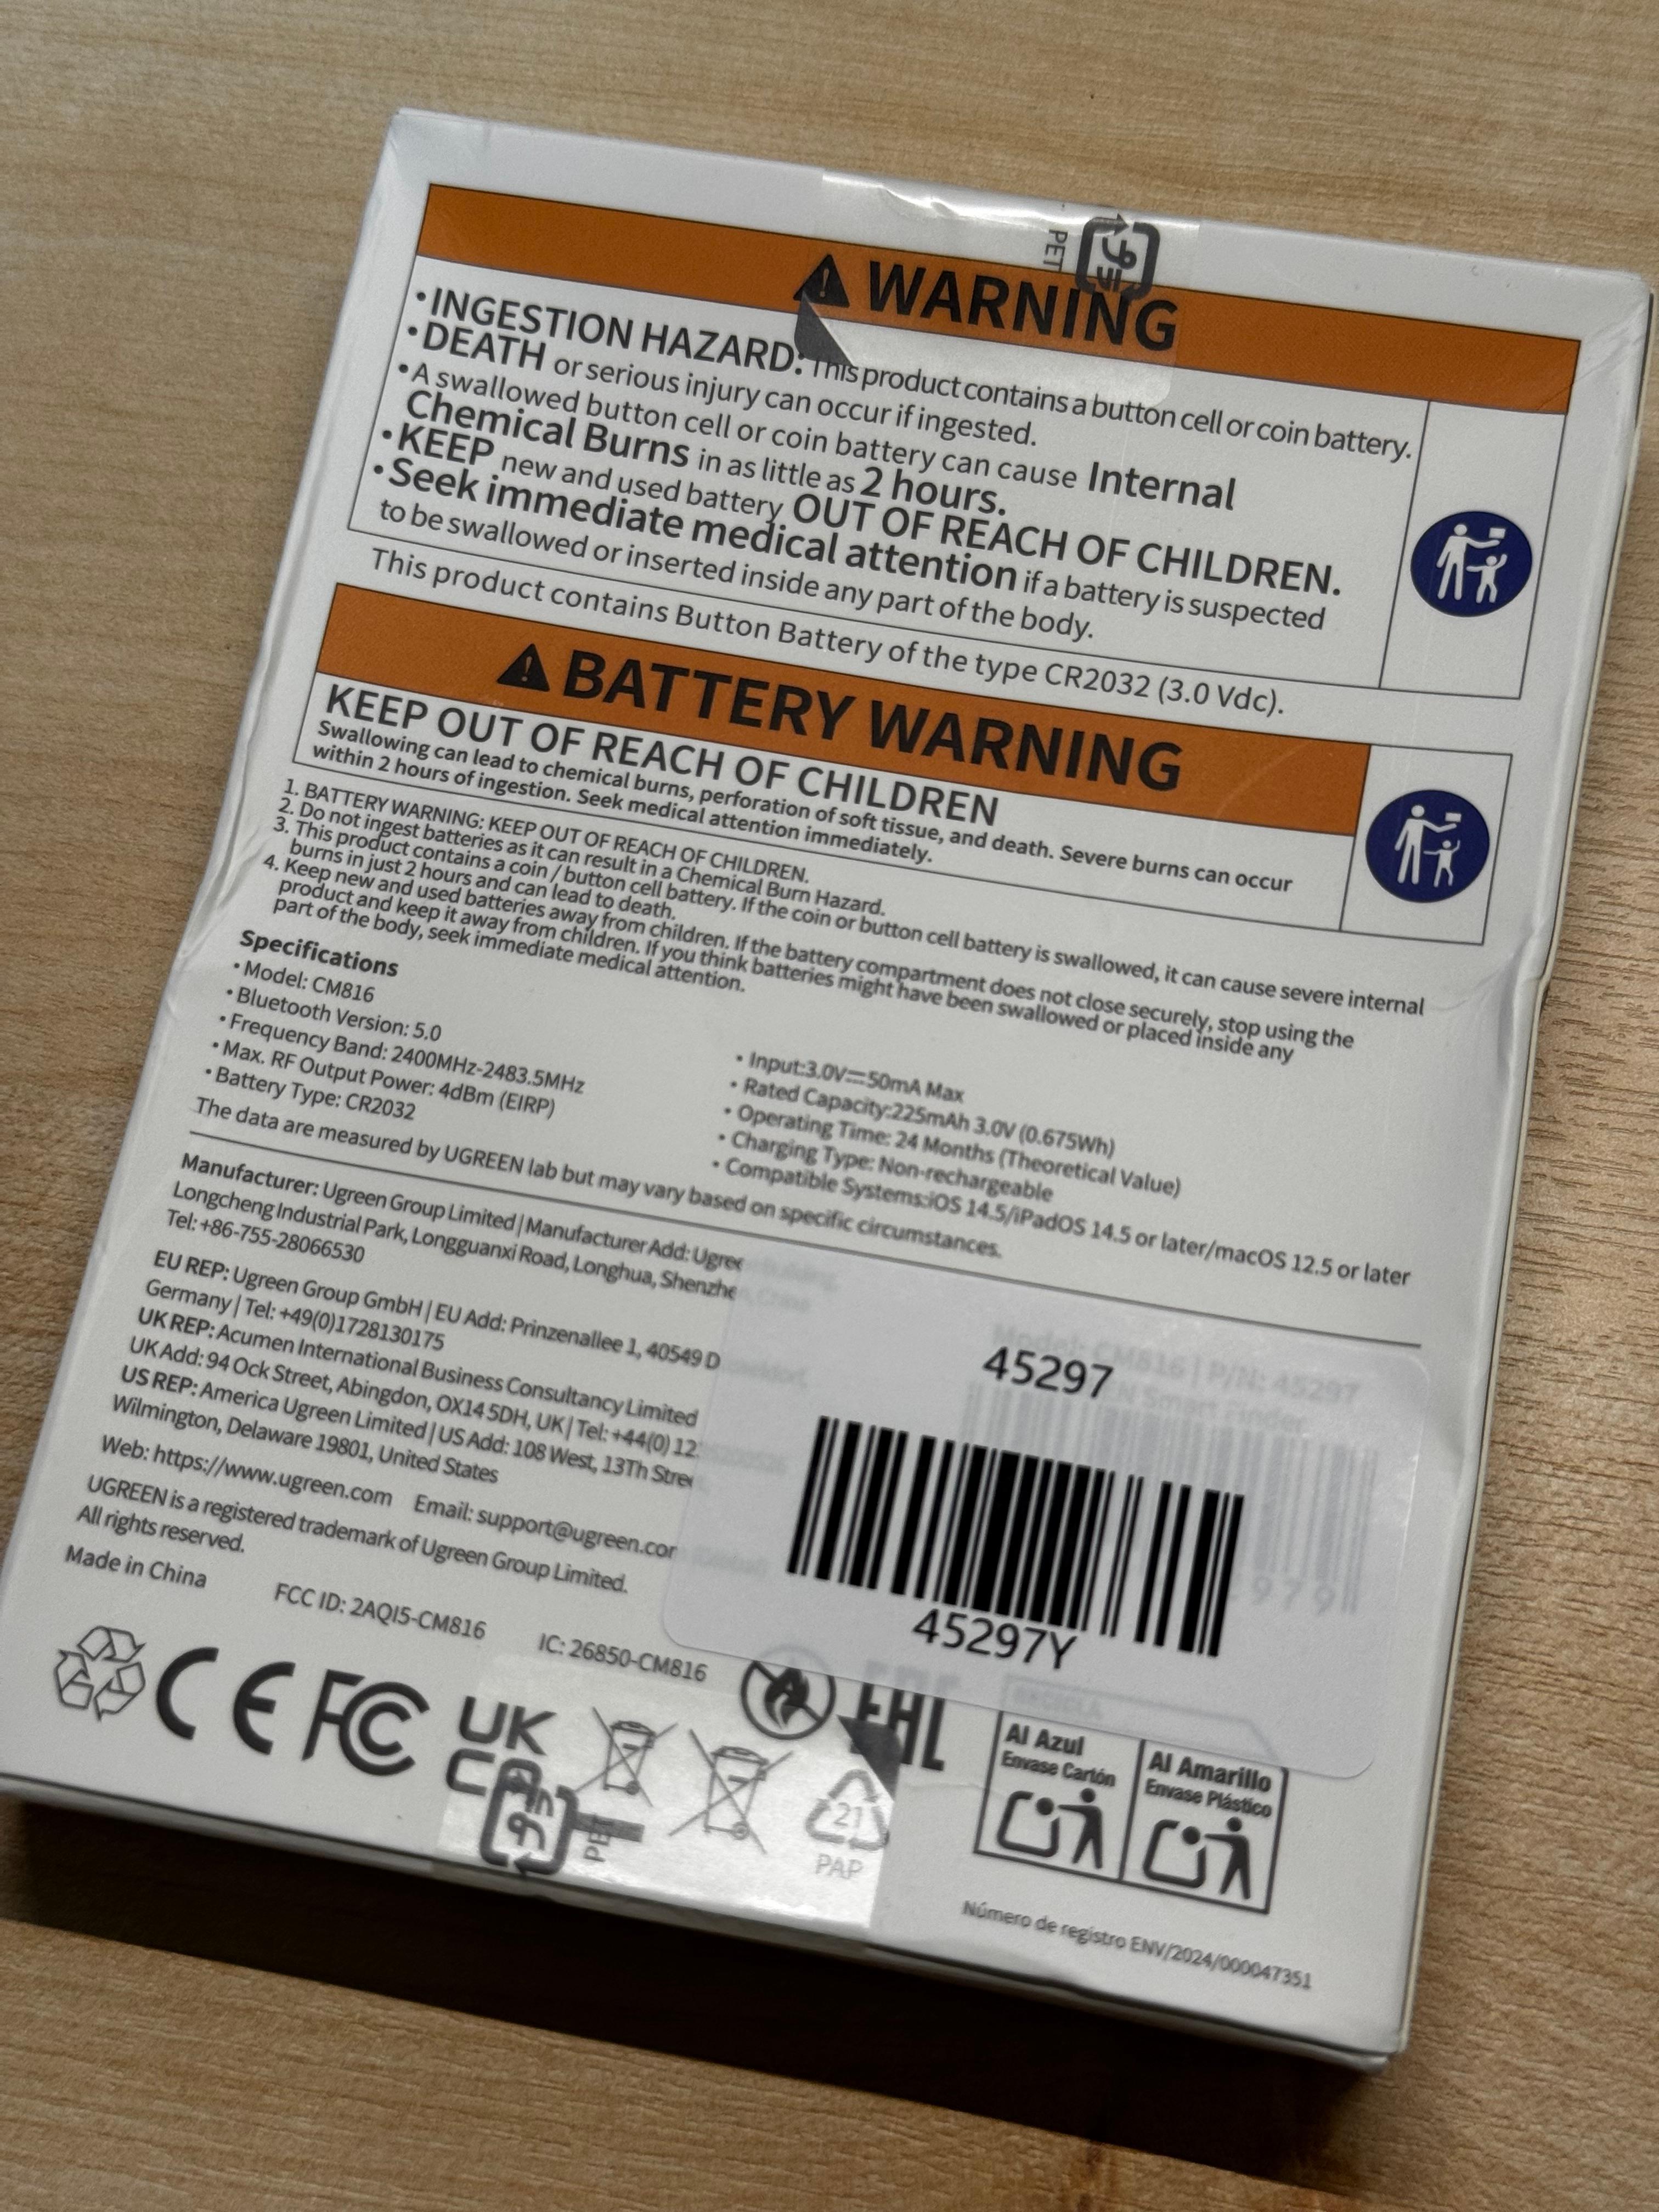 PET
WARNING
•INGESTION HAZARD: This product contains a button cell or coin battery.
•DEATH or serious injury can occur if ingested.
•A swallowed button cell or coin battery can cause Internal
Chemical Burns in as little as 2 hours.
•KEEP new and used battery OUT OF REACH OF CHILDREN.
•Seek immediate medical attention if a battery is suspected
to be swallowed or inserted inside any part of the body.
This product contains Button Battery of the type CR2032 (3.0 Vdc).
BATTERY WARNING
KEEP OUT OF REACH OF CHILDREN
Swallowing can lead to chemical burns, perforation of soft tissue, and death. Severe burns can occur
within 2 hours of ingestion. Seek medical attention immediately.
1. BATTERY WARNING: KEEP OUT OF REACH OF CHILDREN.
2. Do not ingest batteries as it can result in a Chemical Burn Hazard.
3. This product contains a coin / button cell battery. If the coin or button cell battery is swallowed, it can cause severe internal
burns in just 2 hours and can lead to death.
4. Keep new and used batteries away from children. If the battery compartment does not close securely, stop using the
product and keep it away from children. If you think batteries might have been swallowed or placed inside any
part of the body, seek immediate medical attention.
Specifications
• Model: CM816
• Bluetooth Version: 5.0
• Frequency Band: 2400MHz-2483.5MHz
• Max. RF Output Power: 4dBm (EIRP)
• Battery Type: CR2032
• Input:3.0V⎓50mA Max
• Rated Capacity:225mAh 3.0V (0.675Wh)
• Operating Time: 24 Months (Theoretical Value)
• Charging Type: Non-rechargeable
• Compatible Systems:iOS 14.5/iPadOS 14.5 or later/macOS 12.5 or later
The data are measured by UGREEN lab but may vary based on specific circumstances.
Manufacturer: Ugreen Group Limited | Manufacturer Add: Ugreen Building,
Longcheng Industrial Park, Longguanxi Road, Longhua, Shenzhen, China
Tel: +86-755-28066530
EU REP: Ugreen Group GmbH | EU Add: Prinzenallee 1, 40549 D
Germany | Tel: +49(0)1728130175
UK REP: Acumen International Business Consultancy Limited
UK Add: 94 Ock Street, Abingdon, OX14 5DH, UK | Tel: +44(0) 12
US REP: America Ugreen Limited | US Add: 108 West, 13Th Stre
Wilmington, Delaware 19801, United States
Web: https://www.ugreen.com Email: support@ugreen.com
UGREEN is a registered trademark of Ugreen Group Limited.
All rights reserved.
Made in China FCC ID: 2AQI5-CM816 IC: 26850-CM816
Model: CM816 | P/N: 45297
Smart Finder
45297
45297Y
CE FC UK CA EAC
21
PAP
PET
RECICLA
Al Azul
Envase Cartón
Al Amarillo
Envase Plástico
Número de registro ENV/2024/000047351